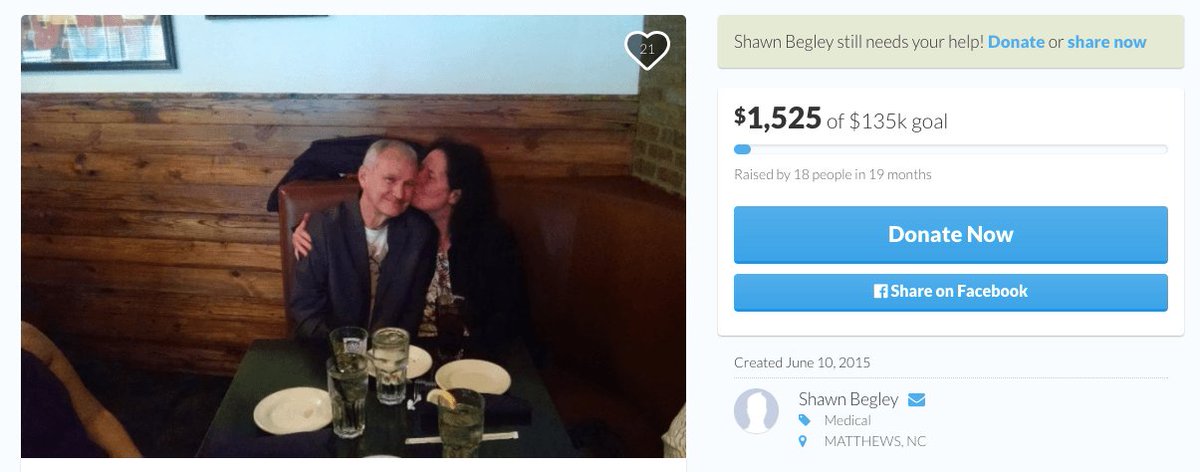 21
Shawn Begley still needs your help! Donate or share now
$1,525 of $135k goal
Raised by 18 people in 19 months
Donate Now
Share on Facebook
Created June 10, 2015
Shawn Begley
Medical
MATTHEWS, NC